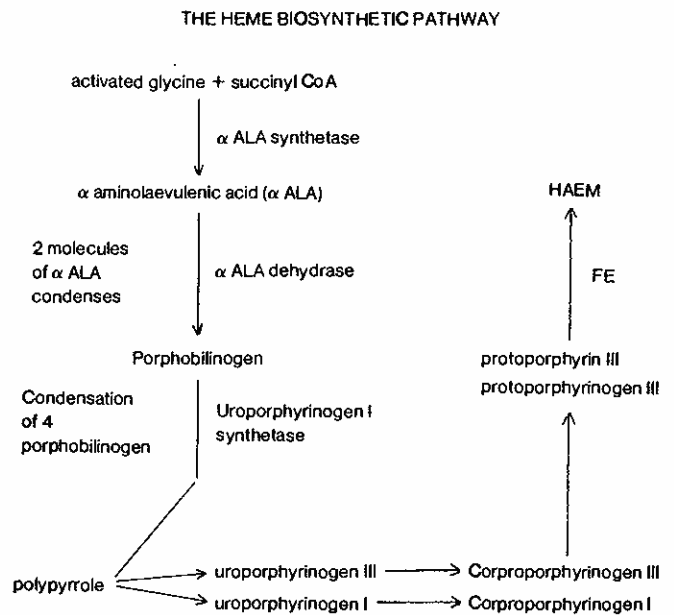 THE HEME BIOSYNTHETIC PATHWAY
activated glycine + succinyl CoA
α ALA synthetase
α aminolaevulenic acid (α ALA)
2 molecules
of α ALA
condenses
α ALA dehydrase
Porphobilinogen
Condensation
of 4
porphobilinogen
Uroporphyrinogen I
synthetase
polypyrrole
uroporphyrinogen III
uroporphyrinogen I
Corproporphyrinogen III
Corproporphyrinogen I
protoporphyrin III
protoporphyrinogen III
FE
HAEM